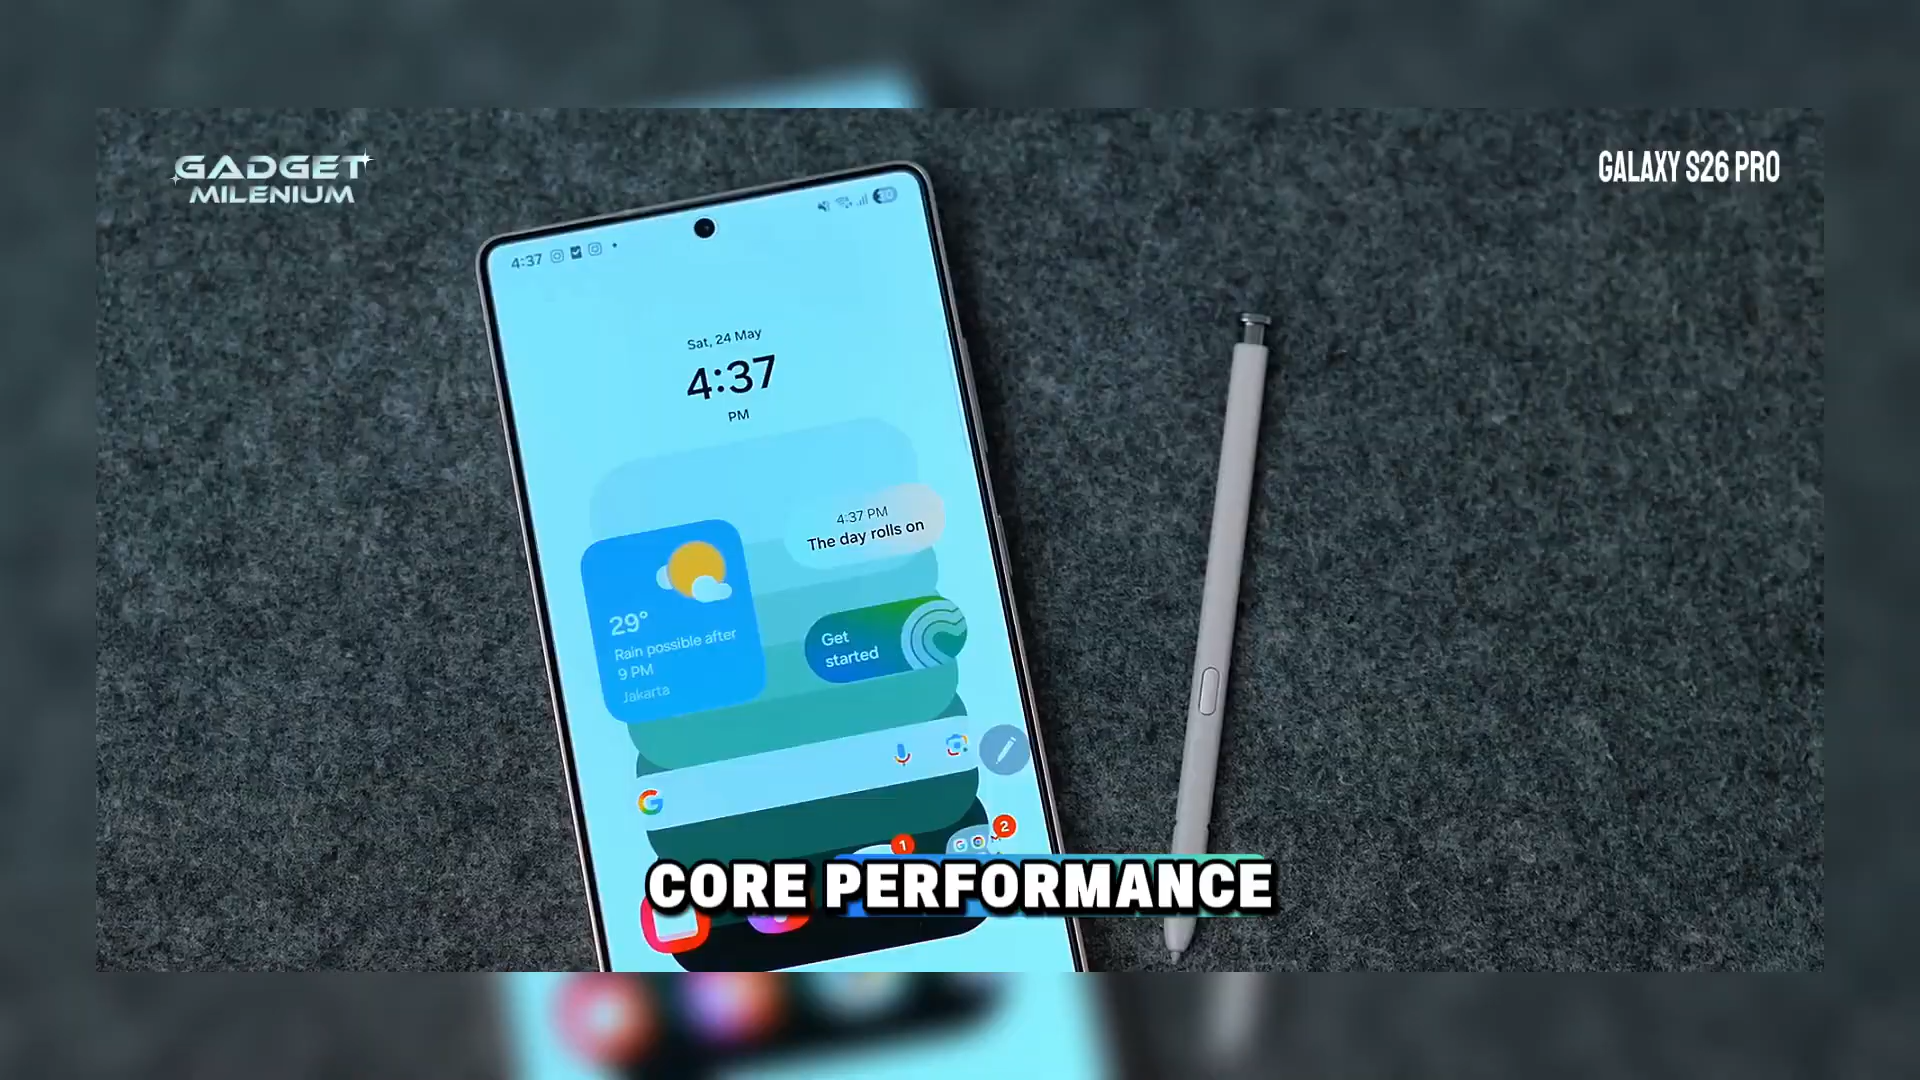 GADGET
MILENIUM
GALAXY S26 PRO
4:37
Sat, 24 May
4:37
PM
4:37 PM
The day rolls on
29°
Rain possible after
9 PM
Jakarta
Get
started
G
1
2
CORE PERFORMANCE